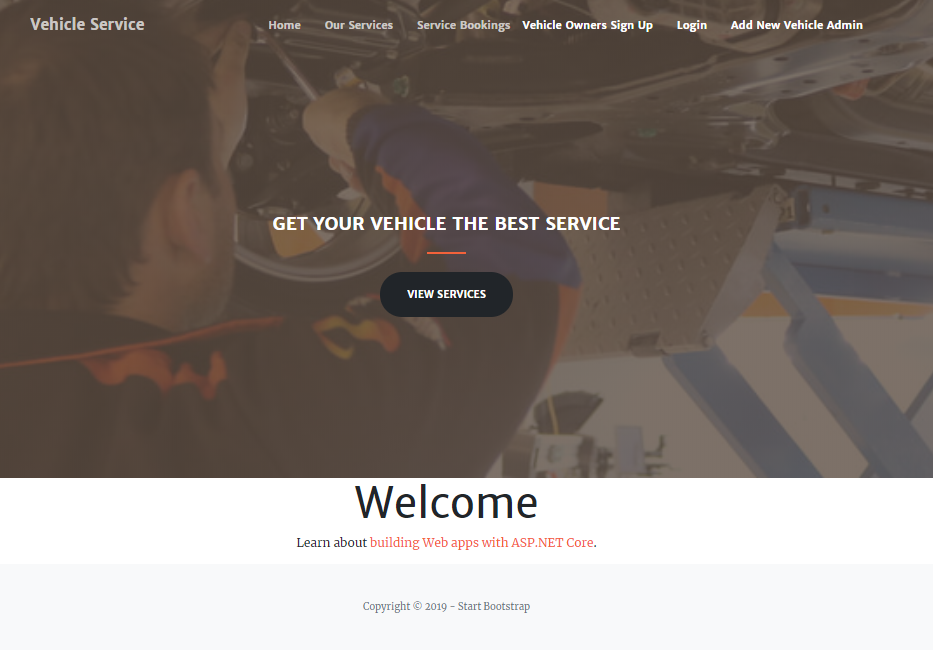 Vehicle Service
Home Our Services Service Bookings Vehicle Owners Sign Up Login Add New Vehicle Admin
GET YOUR VEHICLE THE BEST SERVICE
VIEW SERVICES
Welcome
Learn about building Web apps with ASP.NET Core.
Copyright © 2019 - Start Bootstrap